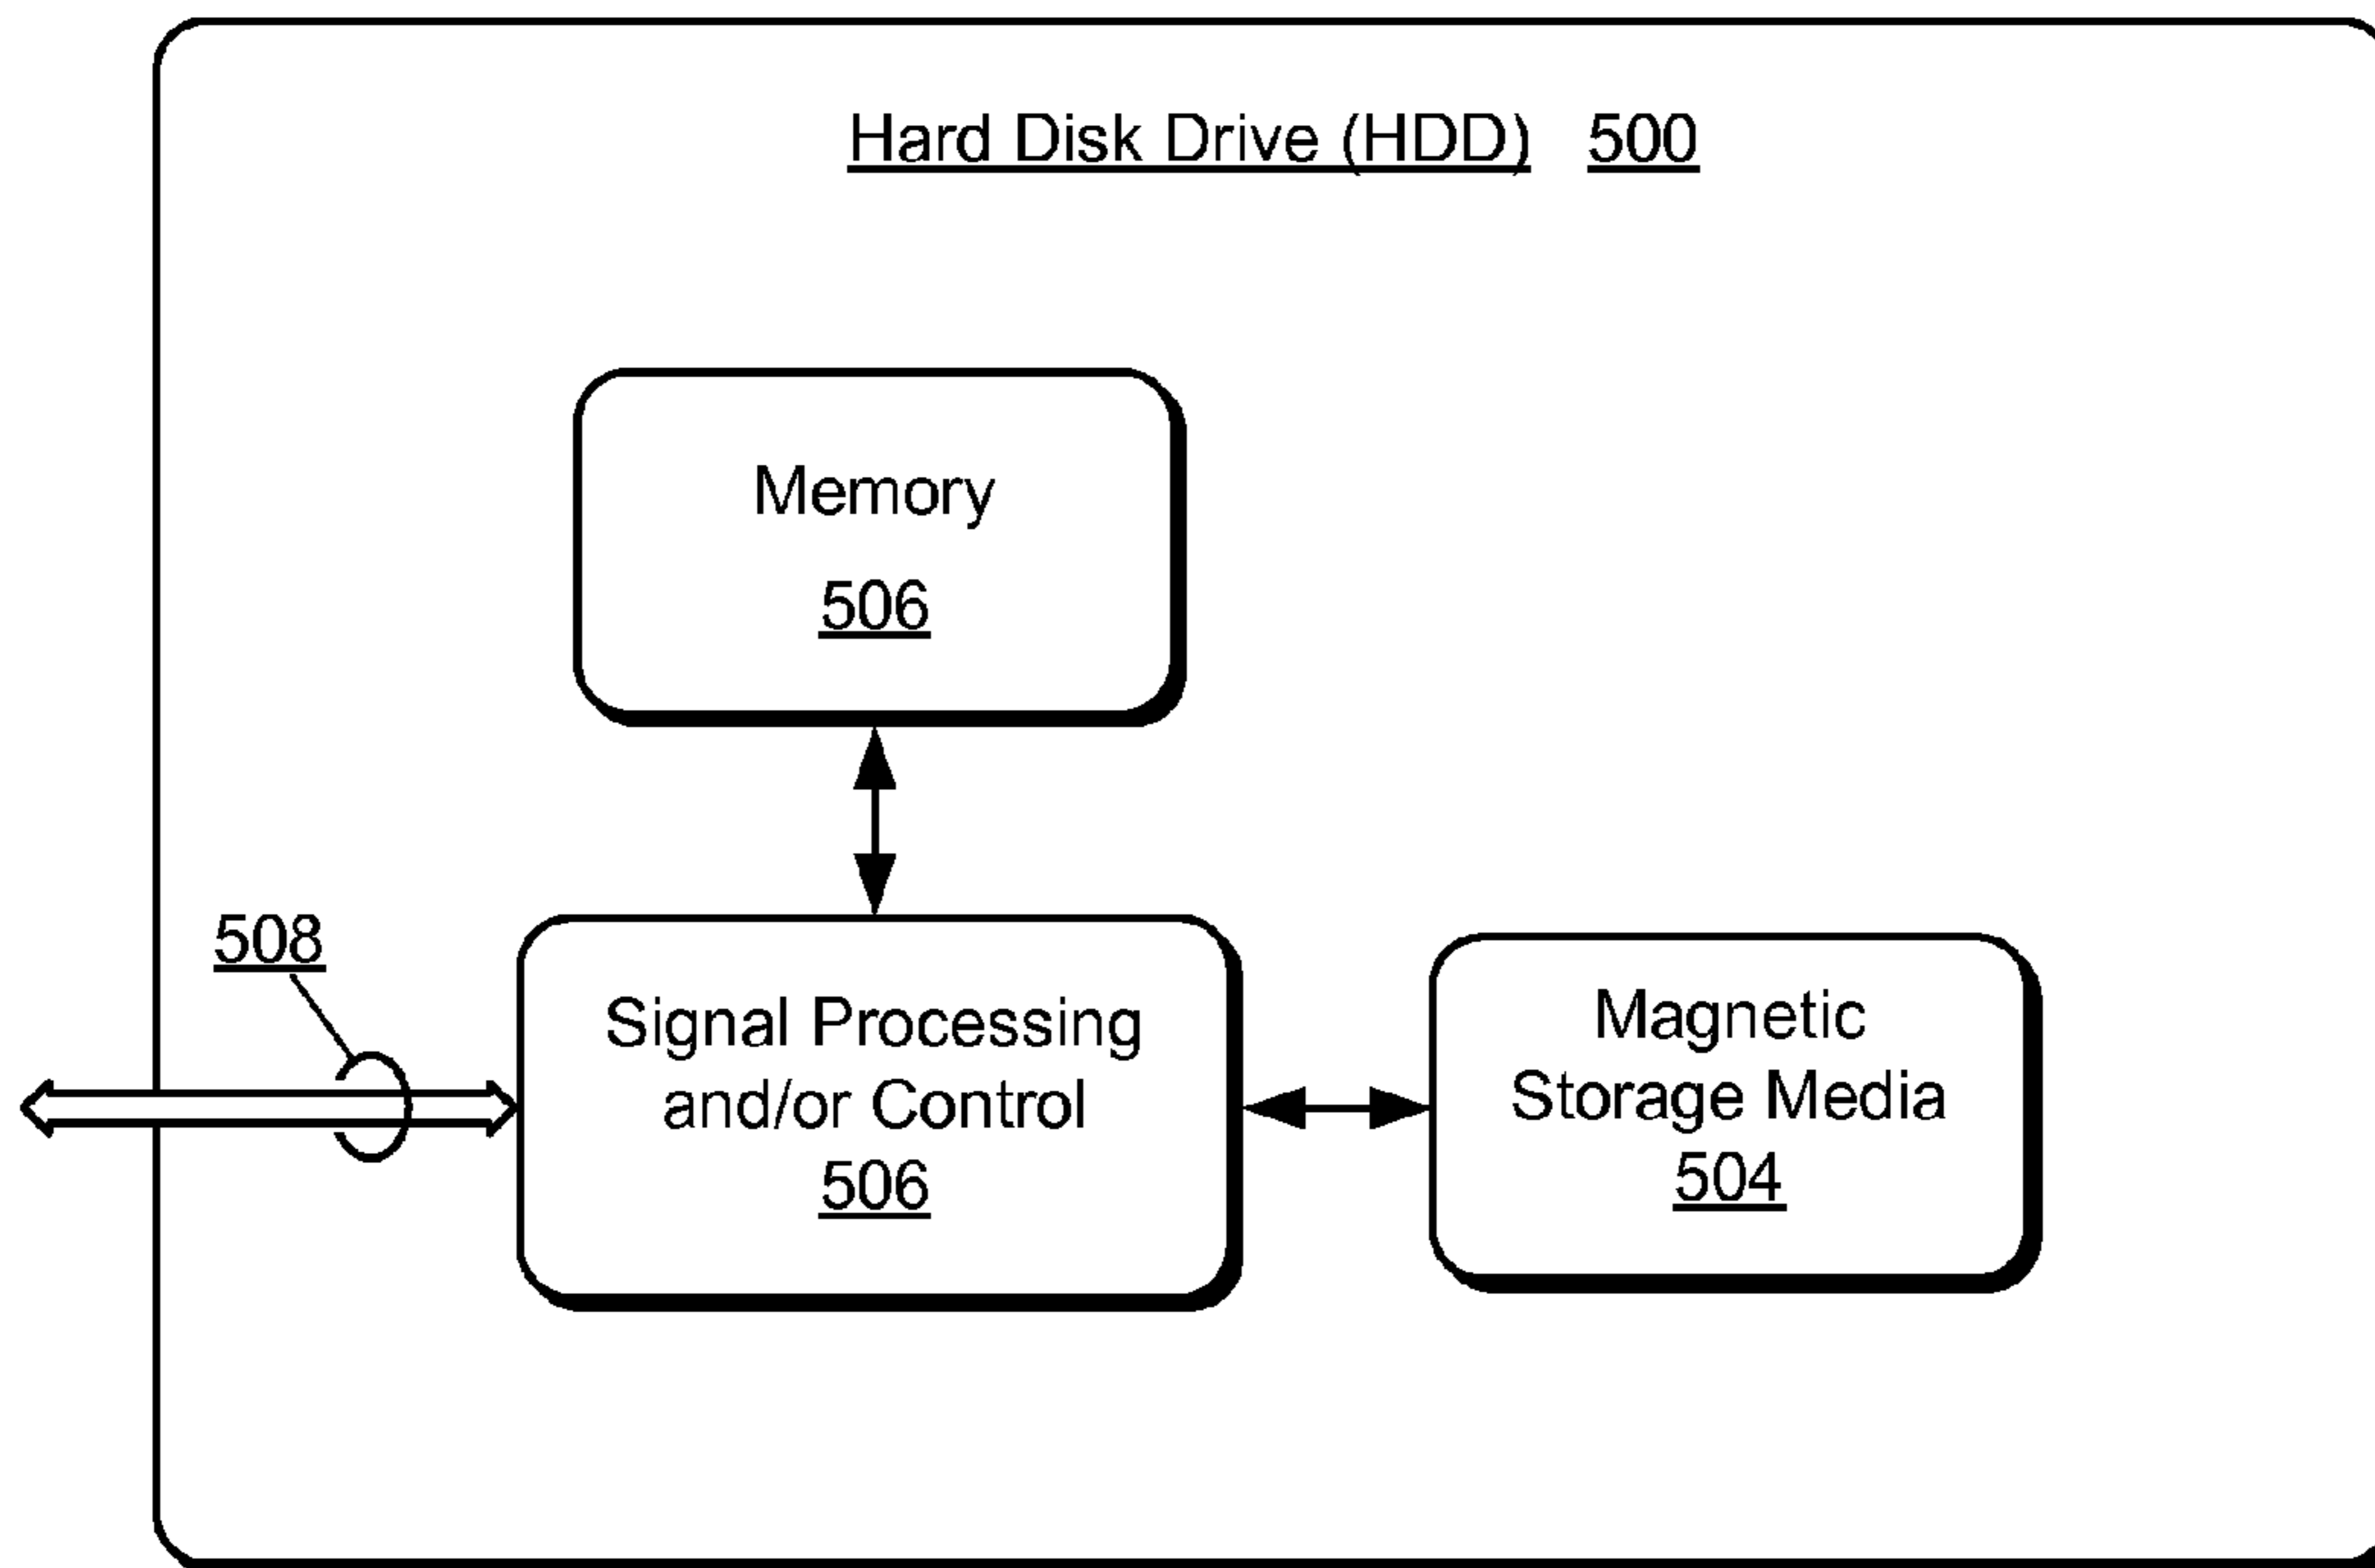 Hard Disk Drive (HDD) 500
Memory
506
508
Signal Processing
and/or Control
506
Magnetic
Storage Media
504